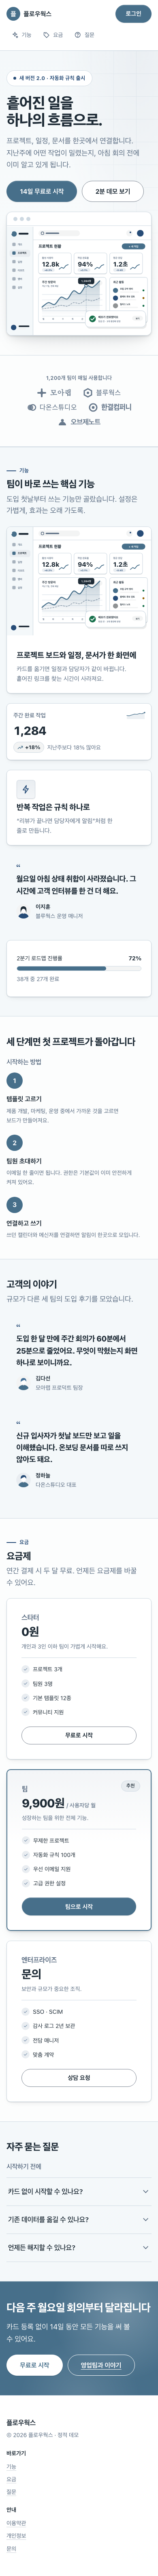 플로우웍스
로그인
기능
요금
질문
새 버전 2.0 · 자동화 규칙 출시
흩어진 일을
하나의 흐름으로.
프로젝트, 일정, 문서를 한곳에서 연결합니다.
지난주에 어떤 작업이 밀렸는지, 아침 회의 전에
이미 알고 있게 됩니다.
14일 무료로 시작
2분 데모 보기
프로젝트 현황
12.8k
94%
1.2초
1,200개 팀이 매일 사용합니다
모아랩
블루웍스
다온스튜디오
한결컴퍼니
오브제노트
기능
팀이 바로 쓰는 핵심 기능
도입 첫날부터 쓰는 기능만 골랐습니다. 설정은
가볍게, 효과는 오래 가도록.
프로젝트 현황
12.8k
94%
1.2초
프로젝트 보드와 일정, 문서가 한 화면에
카드를 옮기면 일정과 담당자가 같이 바뀝니다.
흩어진 링크를 찾는 시간이 사라져요.
주간 완료 작업
1,284
+18%
지난주보다 18% 많아요
반복 작업은 규칙 하나로
"리뷰가 끝나면 담당자에게 알림"처럼 한
줄로 만듭니다.
“
월요일 아침 상태 취합이 사라졌습니다. 그
시간에 고객 인터뷰를 한 건 더 해요.
이지훈
블루웍스 운영 매니저
2분기 로드맵 진행률
72%
38개 중 27개 완료
세 단계면 첫 프로젝트가 돌아갑니다
시작하는 방법
1
템플릿 고르기
제품 개발, 마케팅, 운영 중에서 가까운 것을 고르면
보드가 만들어져요.
2
팀원 초대하기
이메일 한 줄이면 됩니다. 권한은 기본값이 이미 안전하게
켜져 있어요.
3
연결하고 쓰기
쓰던 캘린더와 메신저를 연결하면 알림이 한곳으로 모입니다.
고객의 이야기
규모가 다른 세 팀의 도입 후기를 모았습니다.
“
도입 한 달 만에 주간 회의가 60분에서
25분으로 줄었어요. 무엇이 막혔는지 화면
하나로 보이니까요.
김다선
모아랩 프로덕트 팀장
“
신규 입사자가 첫날 보드만 보고 일을
이해했습니다. 온보딩 문서를 따로 쓰지
않아도 돼요.
정하늘
다온스튜디오 대표
요금
요금제
연간 결제 시 두 달 무료. 언제든 요금제를 바꿀
수 있어요.
스타터
0원
개인과 3인 이하 팀이 가볍게 시작해요.
프로젝트 3개
팀원 3명
기본 템플릿 12종
커뮤니티 지원
무료로 시작
추천
팀
9,900원 / 사용자당 월
성장하는 팀을 위한 전체 기능.
무제한 프로젝트
자동화 규칙 100개
우선 이메일 지원
고급 권한 설정
팀으로 시작
엔터프라이즈
문의
보안과 규모가 중요한 조직.
SSO · SCIM
감사 로그 2년 보관
전담 매니저
맞춤 계약
상담 요청
자주 묻는 질문
시작하기 전에
카드 없이 시작할 수 있나요?
기존 데이터를 옮길 수 있나요?
언제든 해지할 수 있나요?
다음 주 월요일 회의부터 달라집니다
카드 등록 없이 14일 동안 모든 기능을 써 볼
수 있어요.
무료로 시작
영업팀과 이야기
플로우웍스
© 2026 플로우웍스 · 정적 데모
바로가기
기능
요금
질문
안내
이용약관
개인정보
문의